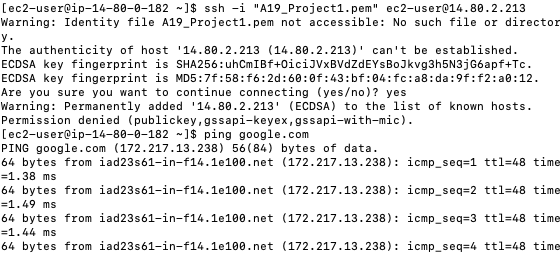 [ec2-user@ip-14-80-0-182 ~]$ ssh -i "A19_Project1.pem" ec2-user@14.80.2.213
Warning: Identity file A19_Project1.pem not accessible: No such file or director
y.
The authenticity of host '14.80.2.213 (14.80.2.213)' can't be established.
ECDSA key fingerprint is SHA256:uhCmIBf+OiciJVxBVdZdEYsBoJkvg3h5N3jG6apf+Tc.
ECDSA key fingerprint is MD5:7f:58:f6:2d:60:0f:43:bf:04:fc:a8:da:9f:f2:a0:12.
Are you sure you want to continue connecting (yes/no)? yes
Warning: Permanently added '14.80.2.213' (ECDSA) to the list of known hosts.
Permission denied (publickey,gssapi-keyex,gssapi-with-mic).
[ec2-user@ip-14-80-0-182 ~]$ ping google.com
PING google.com (172.217.13.238) 56(84) bytes of data.
64 bytes from iad23s61-in-f14.1e100.net (172.217.13.238): icmp_seq=1 ttl=48 time
=1.38 ms
64 bytes from iad23s61-in-f14.1e100.net (172.217.13.238): icmp_seq=2 ttl=48 time
=1.49 ms
64 bytes from iad23s61-in-f14.1e100.net (172.217.13.238): icmp_seq=3 ttl=48 time
=1.44 ms
64 bytes from iad23s61-in-f14.1e100.net (172.217.13.238): icmp_seq=4 ttl=48 time